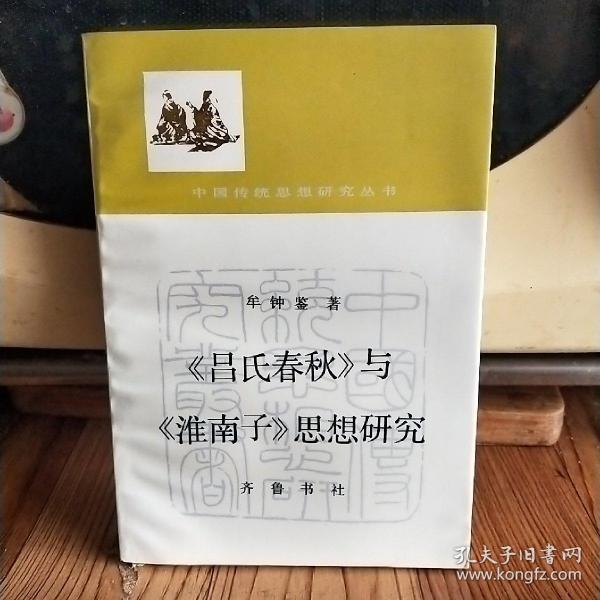 中国传统思想研究丛书
牟钟鉴 著
《吕氏春秋》与
《淮南子》思想研究
齐鲁书社
孔夫子旧书网
www.kongfz.com